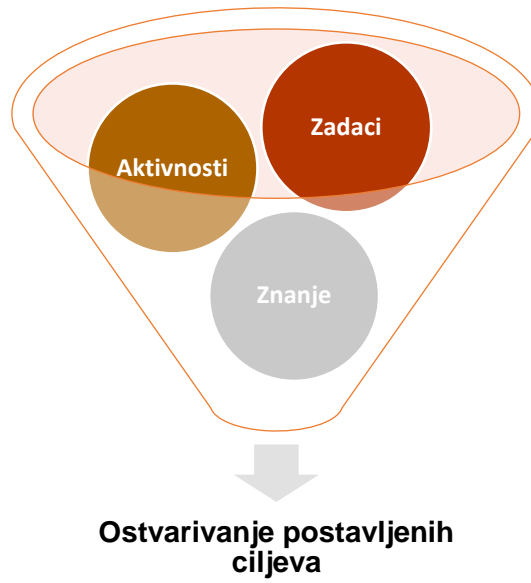 Zadaci
Aktivnosti
Znanje
Ostvarivanje postavljenih
ciljeva